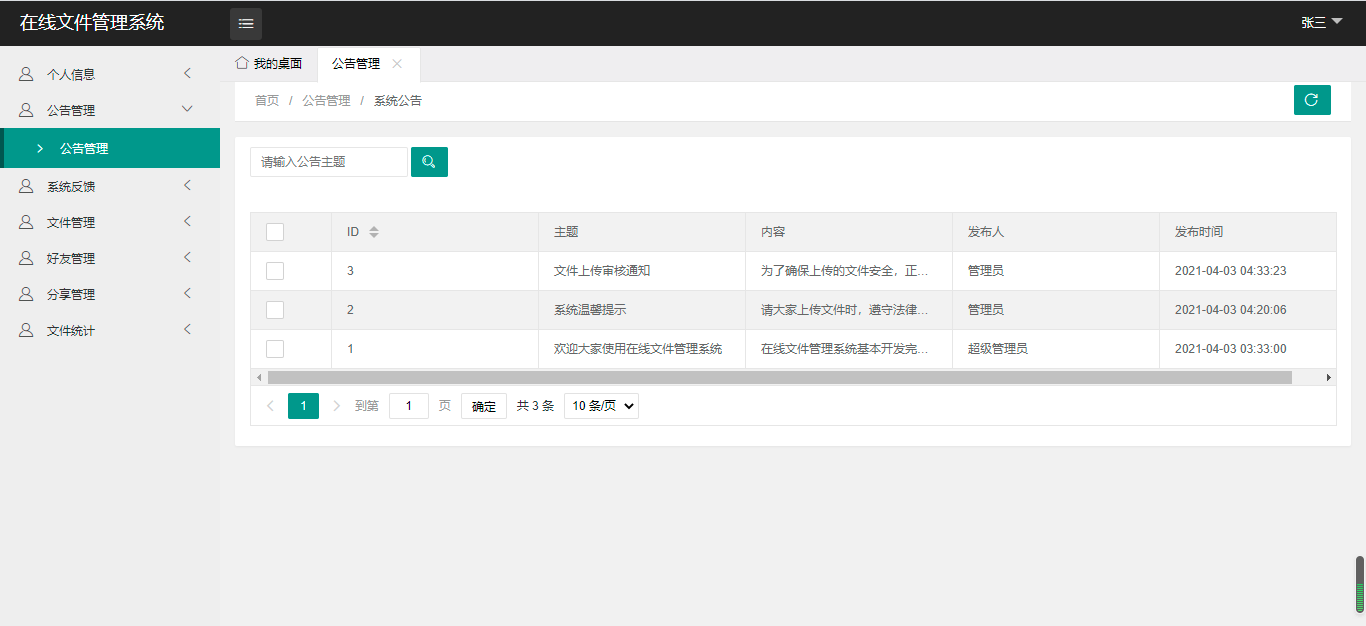 在线文件管理系统
张三
个人信息
公告管理
公告管理
系统反馈
文件管理
好友管理
分享管理
文件统计
我的桌面 公告管理
首页 / 公告管理 / 系统公告
请输入公告主题
ID 主题 内容 发布人 发布时间
3 文件上传审核通知 为了确保上传的文件安全，正... 管理员 2021-04-03 04:33:23
2 系统温馨提示 请大家上传文件时，遵守法律... 管理员 2021-04-03 04:20:06
1 欢迎大家使用在线文件管理系统 在线文件管理系统基本开发完... 超级管理员 2021-04-03 03:33:00
1 到第 1 页 确定 共 3 条 10 条/页